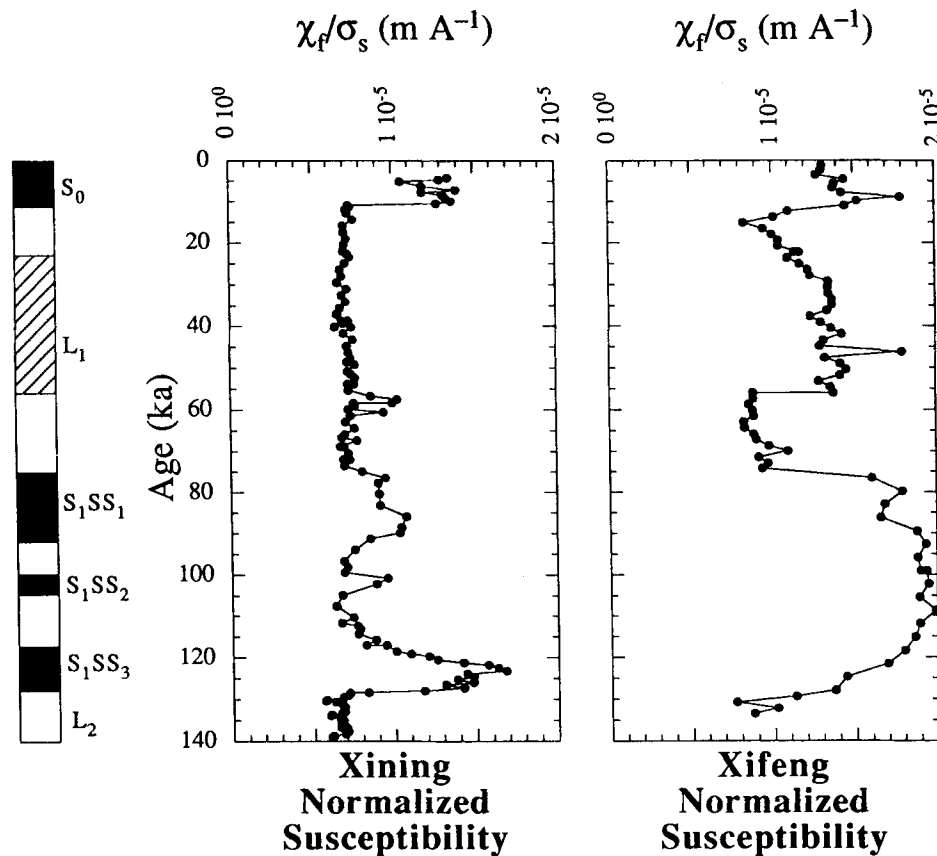 χf/σs (m A⁻¹)
χf/σs (m A⁻¹)
0 10⁰
1 10⁻⁵
2 10⁻⁵
0 10⁰
1 10⁻⁵
2 10⁻⁵
S₀
L₁
S₁SS₁
S₁SS₂
S₁SS₃
L₂
Age (ka)
0
20
40
60
80
100
120
140
Xining
Normalized
Susceptibility
Xifeng
Normalized
Susceptibility